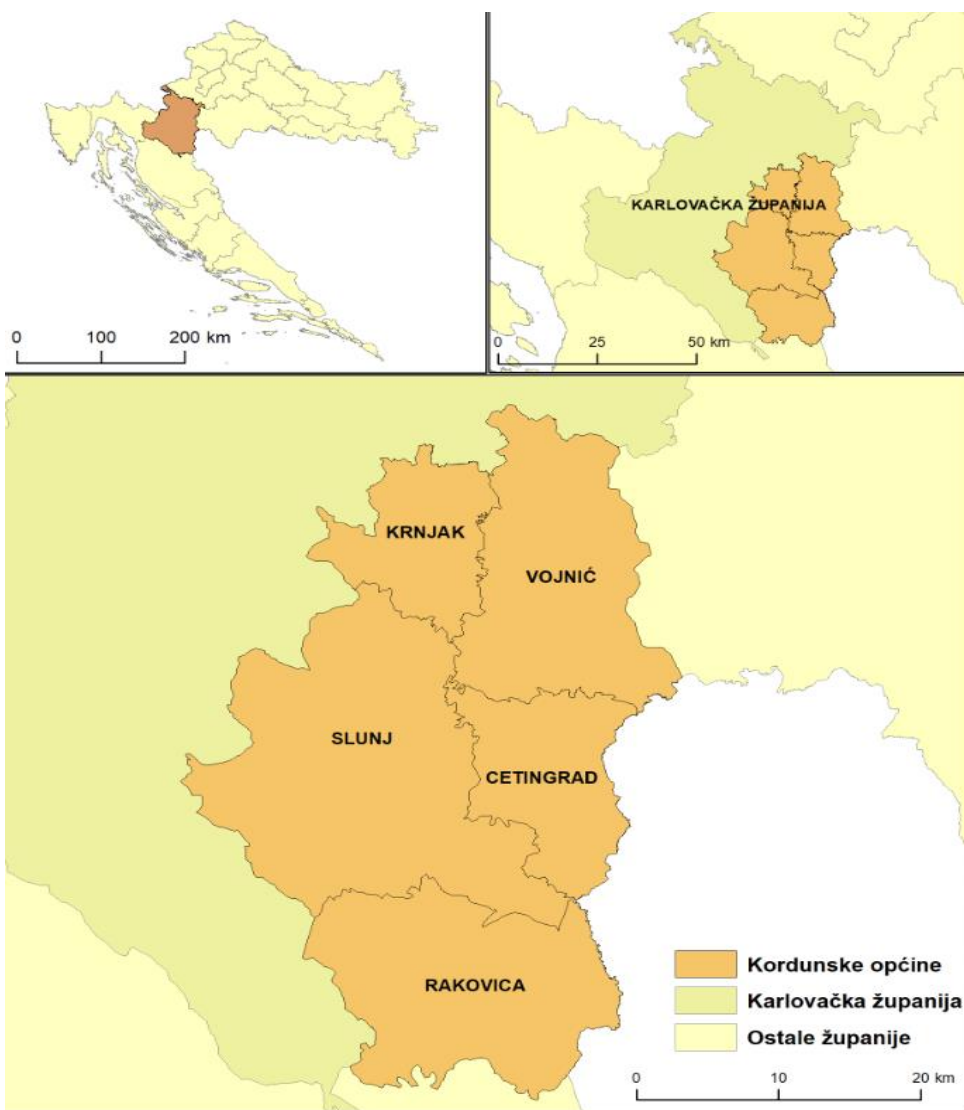 0 100 200 km
KARLOVAČKA ŽUPANIJA
0 25 50 km
KRNJAK
VOJNIĆ
SLUNJ
CETINGRAD
RAKOVICA
Kordunske općine
Karlovačka županija
Ostale županije
0 10 20 km